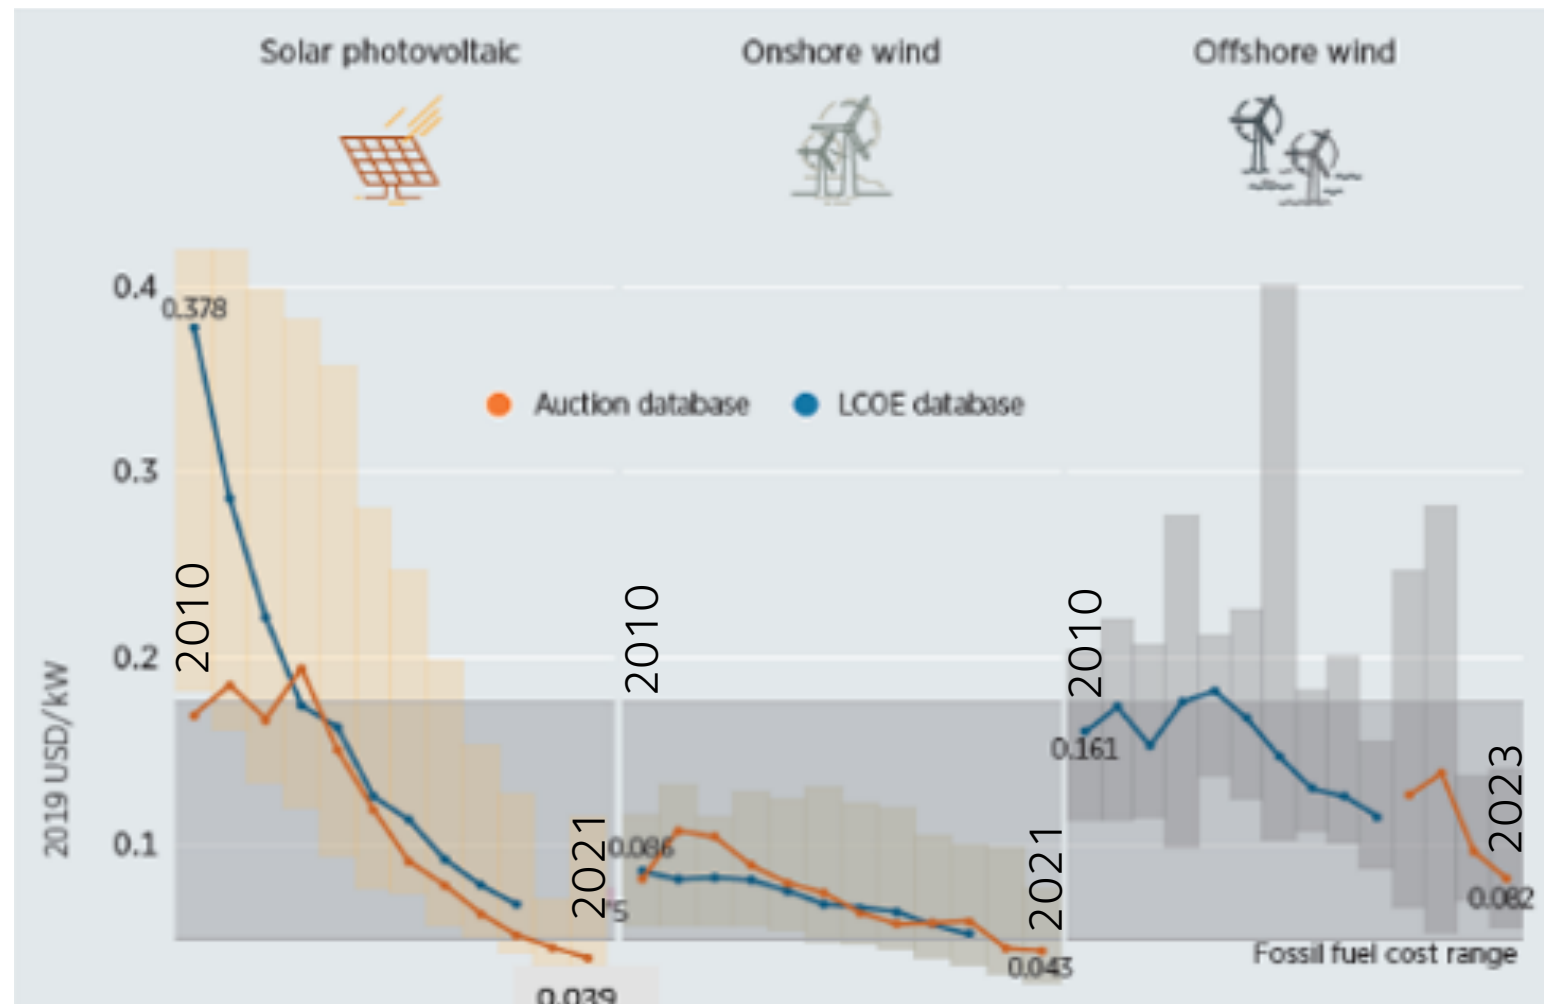 Solar photovoltaic
Onshore wind
Offshore wind
0.4
0.378
Auction database
LCOE database
0.3
2010
2010
2010
0.2
2019 USD/kW
0.161
2023
0.1
2021
0.086
2021
0.082
Fossil fuel cost range
0.043
0.039